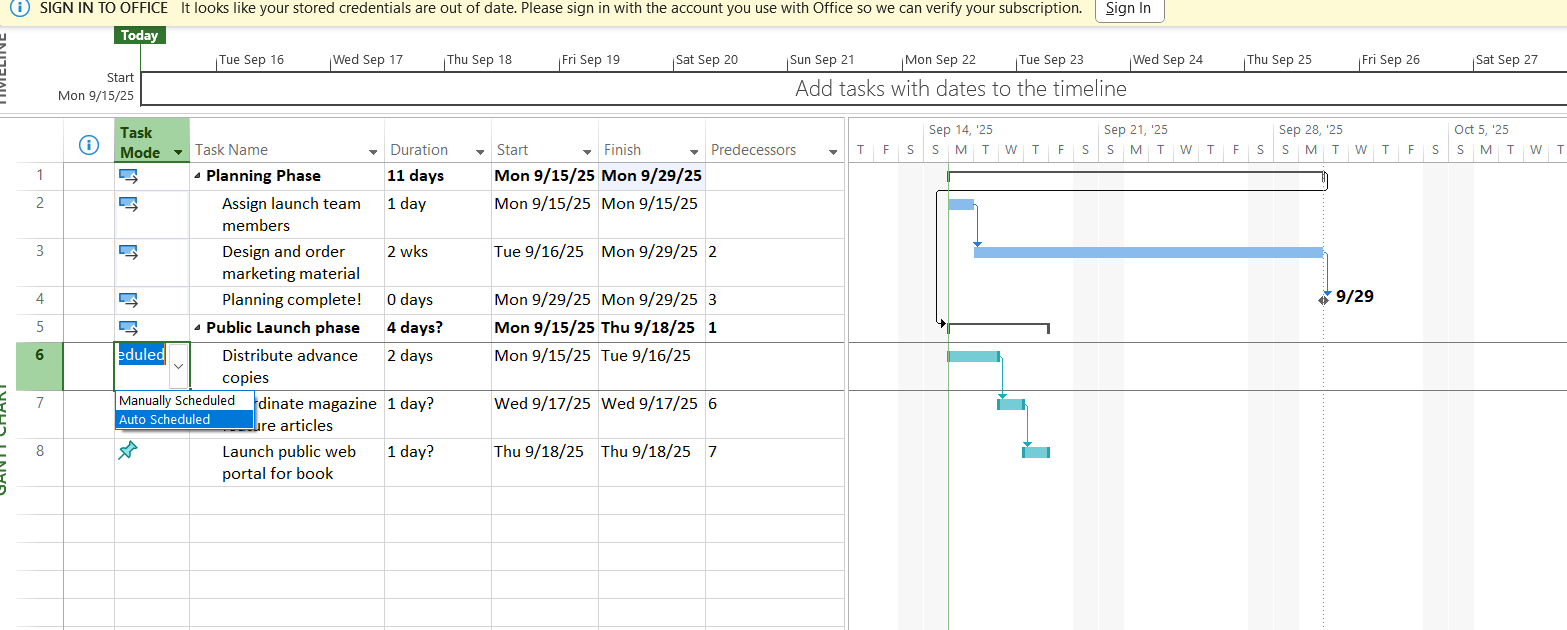 SIGN IN TO OFFICE It looks like your stored credentials are out of date. Please sign in with the account you use with Office so we can verify your subscription. Sign In
TIMELINE
Today
Tue Sep 16 Wed Sep 17 Thu Sep 18 Fri Sep 19 Sat Sep 20 Sun Sep 21 Mon Sep 22 Tue Sep 23 Wed Sep 24 Thu Sep 25 Fri Sep 26 Sat Sep 27
Start
Mon 9/15/25
Add tasks with dates to the timeline
GANTT CHART
Task
Mode
Task Name Duration Start Finish Predecessors
Sep 14, '25 Sep 21, '25 Sep 28, '25 Oct 5, '25
T F S S M T W T F S S M T W T F S S M T W T F S S M T W T
1 Planning Phase 11 days Mon 9/15/25 Mon 9/29/25
2 Assign launch team 1 day Mon 9/15/25 Mon 9/15/25
members
3 Design and order 2 wks Tue 9/16/25 Mon 9/29/25 2
marketing material
4 Planning complete! 0 days Mon 9/29/25 Mon 9/29/25 3
9/29
5 Public Launch phase 4 days? Mon 9/15/25 Thu 9/18/25 1
6 eduled Distribute advance 2 days Mon 9/15/25 Tue 9/16/25
copies
Manually Scheduled
Auto Scheduled
7 rdinate magazine 1 day? Wed 9/17/25 Wed 9/17/25 6
articles
8 Launch public web 1 day? Thu 9/18/25 Thu 9/18/25 7
portal for book